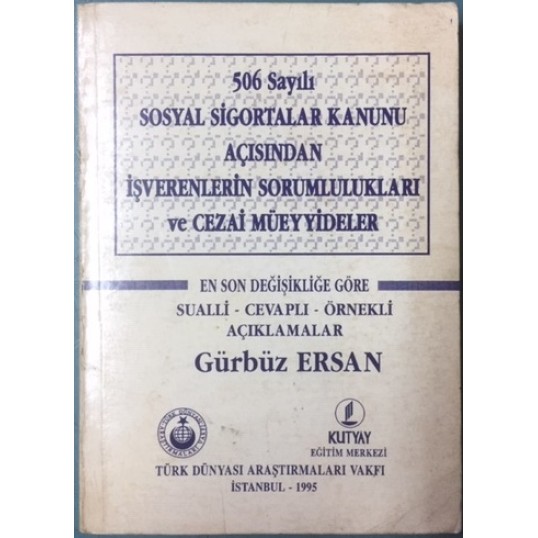 506 Sayılı
SOSYAL SİGORTALAR KANUNU
AÇISINDAN
İŞVERENLERİN SORUMLULUKLARI
ve CEZAİ MÜEYYİDELER
EN SON DEĞİŞİKLİĞE GÖRE
SUALLİ - CEVAPLI - ÖRNEKLİ
AÇIKLAMALAR
Gürbüz ERSAN
KUTYAY
EĞİTİM MERKEZİ
TÜRK DÜNYASI ARAŞTIRMALARI VAKFI
İSTANBUL - 1995